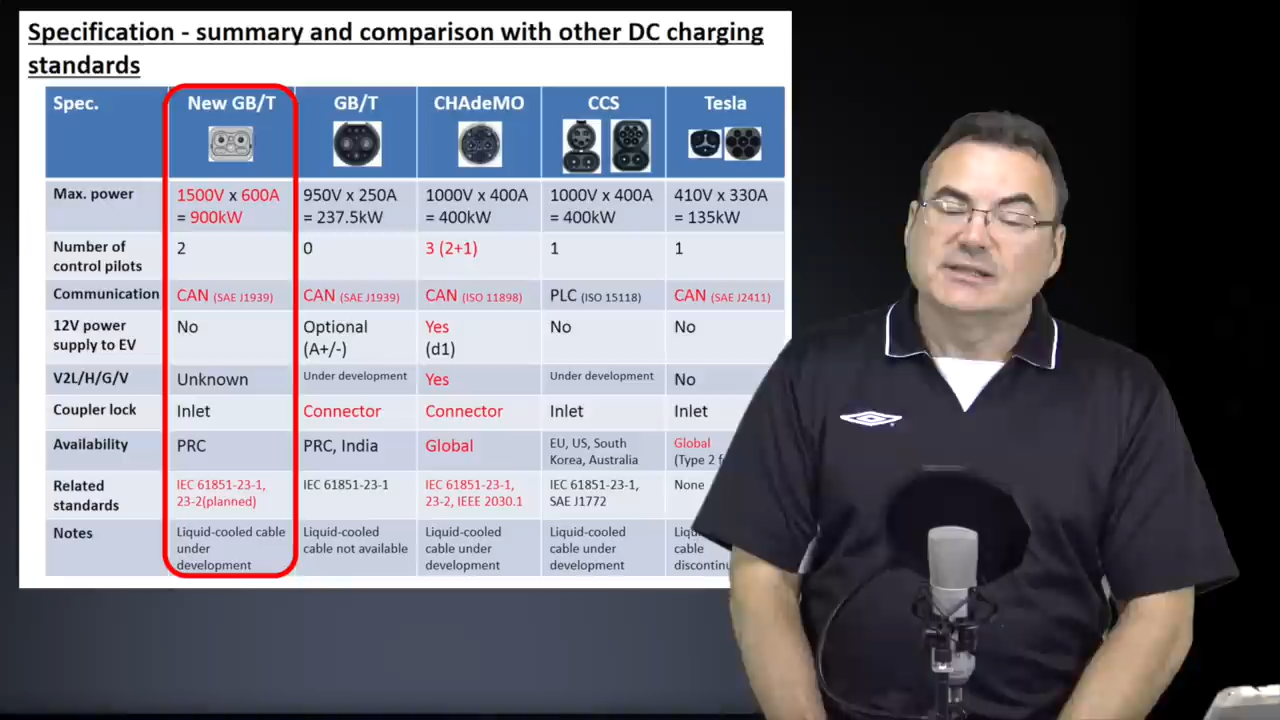 Specification - summary and comparison with other DC charging
standards
Spec.
New GB/T
GB/T
CHAdeMO
CCS
Tesla
Max. power
1500V x 600A
= 900kW
950V x 250A
= 237.5kW
1000V x 400A
= 400kW
1000V x 400A
= 400kW
410V x 330A
= 135kW
Number of
control pilots
2
0
3 (2+1)
1
1
Communication
CAN (SAE J1939)
CAN (SAE J1939)
CAN (ISO 11898)
PLC (ISO 15118)
CAN (SAE J2411)
12V power
supply to EV
No
Optional
(A+/-)
Yes
(d1)
No
No
V2L/H/G/V
Unknown
Under development
Yes
Under development
No
Coupler lock
Inlet
Connector
Connector
Inlet
Inlet
Availability
PRC
PRC, India
Global
EU, US, South
Korea, Australia
Global
(Type 2
Related
standards
IEC 61851-23-1,
23-2(planned)
IEC 61851-23-1
IEC 61851-23-1,
23-2, IEEE 2030.1
IEC 61851-23-1,
SAE J1772
None
Notes
Liquid-cooled cable
under
development
Liquid-cooled
cable not available
Liquid-cooled
cable under
development
Liquid-cooled
cable under
development
cable
umbro